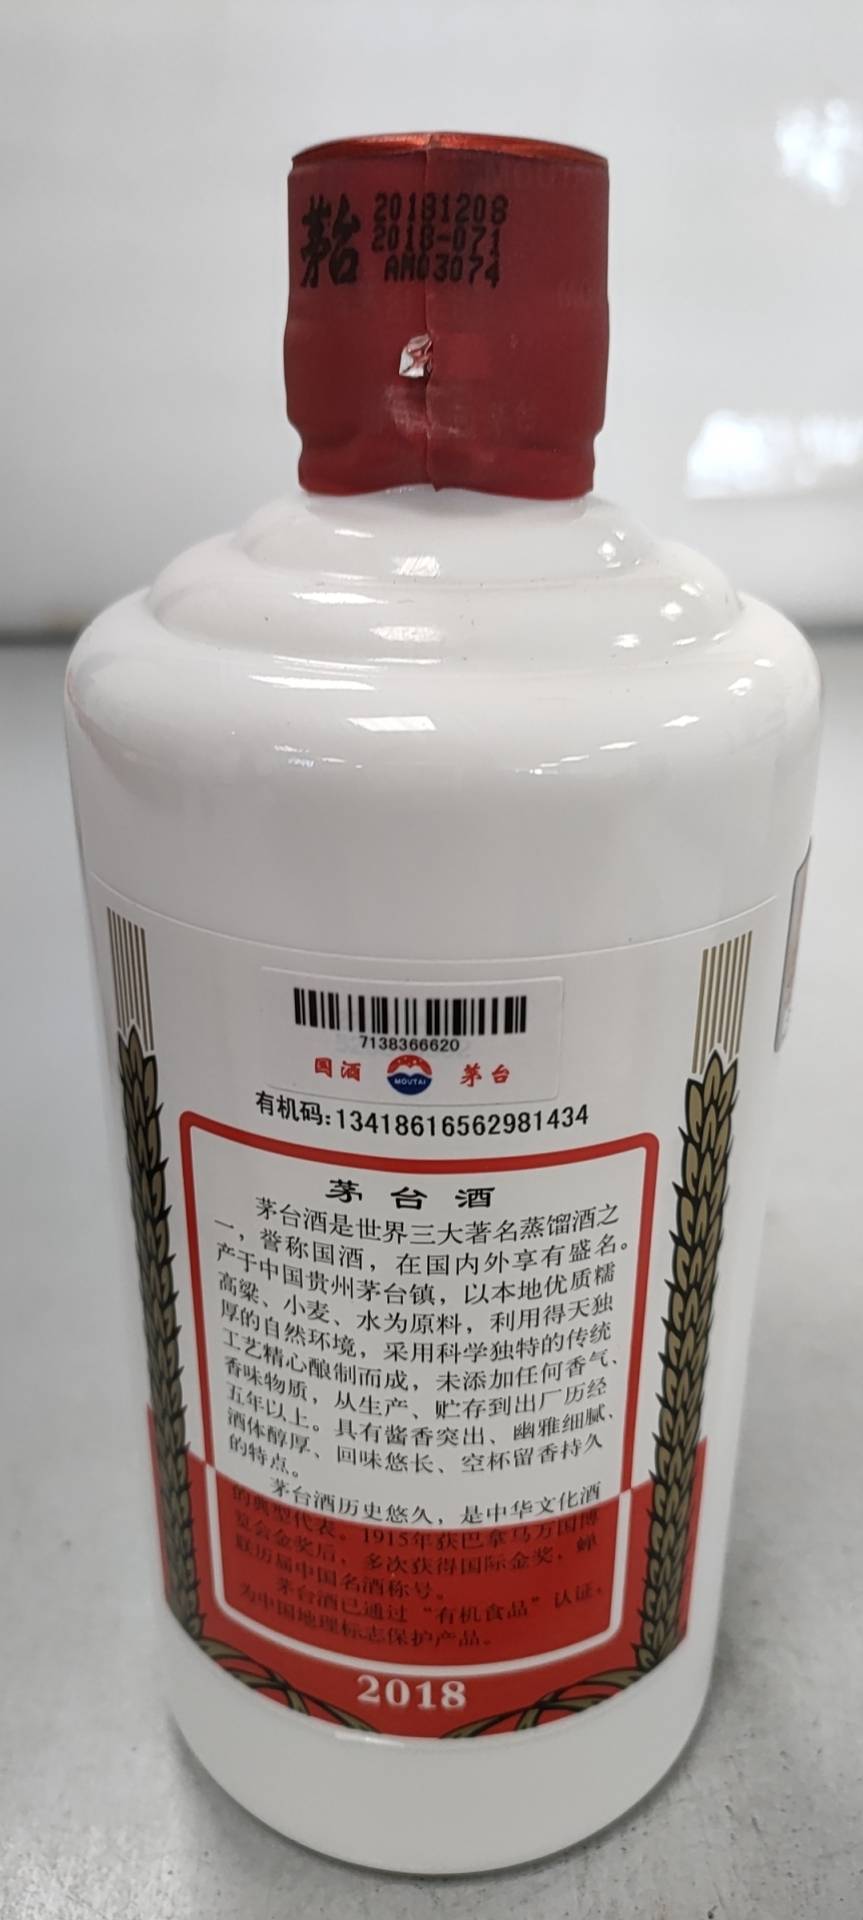 茅台
20181208
2018-071
AM03074
7138366620
国酒 MOUTAI 茅台
有机码:13418616562981434
茅台酒
茅台酒是世界三大著名蒸馏酒之
一，誉称国酒，在国内外享有盛名。
产于中国贵州茅台镇，以本地优质糯
高粱、小麦、水为原料，利用得天独
厚的自然环境，采用科学独特的传统
工艺精心酿制而成，未添加任何香气、
香味物质，从生产、贮存到出厂历经
五年以上。具有酱香突出、幽雅细腻、
酒体醇厚、回味悠长、空杯留香持久
的特点。
茅台酒历史悠久，是中华文化酒
的典型代表。1915年获巴拿马万国博
览会金奖后，多次获得国际金奖，蝉
联历届中国名酒称号。
茅台酒已通过“有机食品”认证，
为中国地理标志保护产品。
2018